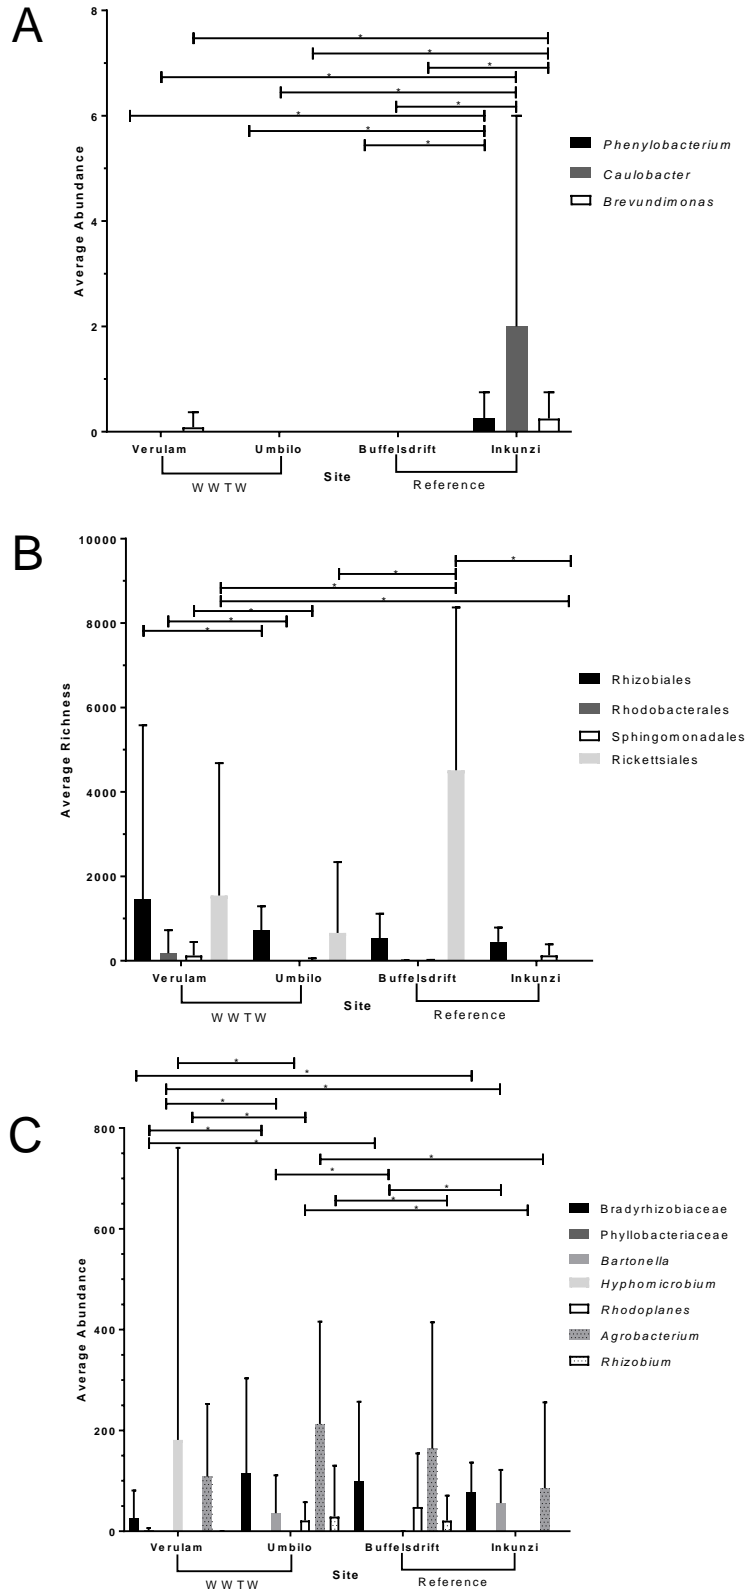 A
8
6
4
2
0
Average Abundance
* * * * * * * * *
Phenylobacterium
Caulobacter
Brevundimonas
Verulam Umbilo Buffelsdrift Inkunzi
Site
WWTW Reference
B
10000
8000
6000
4000
2000
0
Average Richness
* * * * * * *
Rhizobiales
Rhodobacterales
Sphingomonadales
Rickettsiales
Verulam Umbilo Buffelsdrift Inkunzi
Site
WWTW Reference
C
800
600
400
200
0
Average Abundance
* * * * * * * * * * * *
Bradyrhizobiaceae
Phyllobacteriaceae
Bartonella
Hyphomicrobium
Rhodoplanes
Agrobacterium
Rhizobium
Verulam Umbilo Buffelsdrift Inkunzi
Site
WWTW Reference